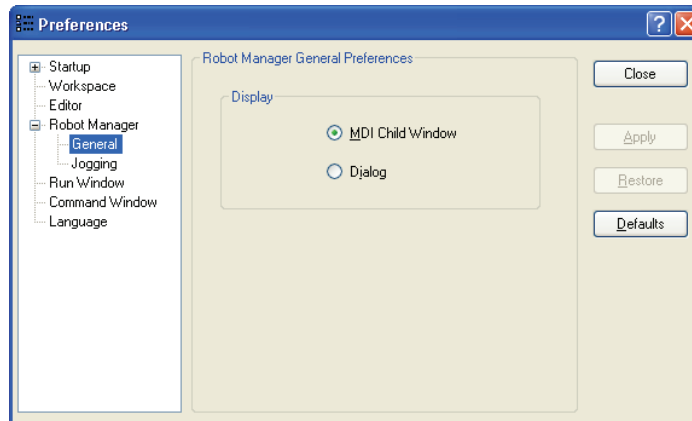 Preferences
Startup
Workspace
Editor
Robot Manager
General
Jogging
Run Window
Command Window
Language
Robot Manager General Preferences
Display
MDI Child Window
Dialog
Close
Apply
Restore
Defaults